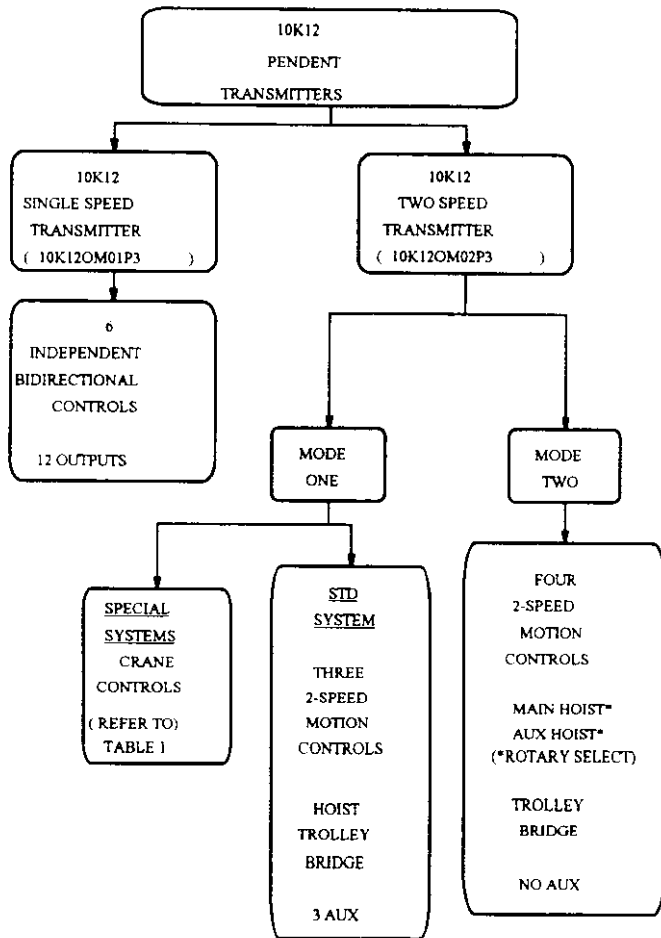 10K12
PENDENT
TRANSMITTERS
10K12
SINGLE SPEED
TRANSMITTER
( 10K12OM01P3 )
6
INDEPENDENT
BIDIRECTIONAL
CONTROLS
12 OUTPUTS
10K12
TWO SPEED
TRANSMITTER
( 10K12OM02P3 )
MODE
ONE
MODE
TWO
SPECIAL
SYSTEMS
CRANE
CONTROLS
( REFER TO)
TABLE 1
STD
SYSTEM
THREE
2-SPEED
MOTION
CONTROLS
HOIST
TROLLEY
BRIDGE
3 AUX
FOUR
2-SPEED
MOTION
CONTROLS
MAIN HOIST*
AUX HOIST*
(*ROTARY SELECT)
TROLLEY
BRIDGE
NO AUX